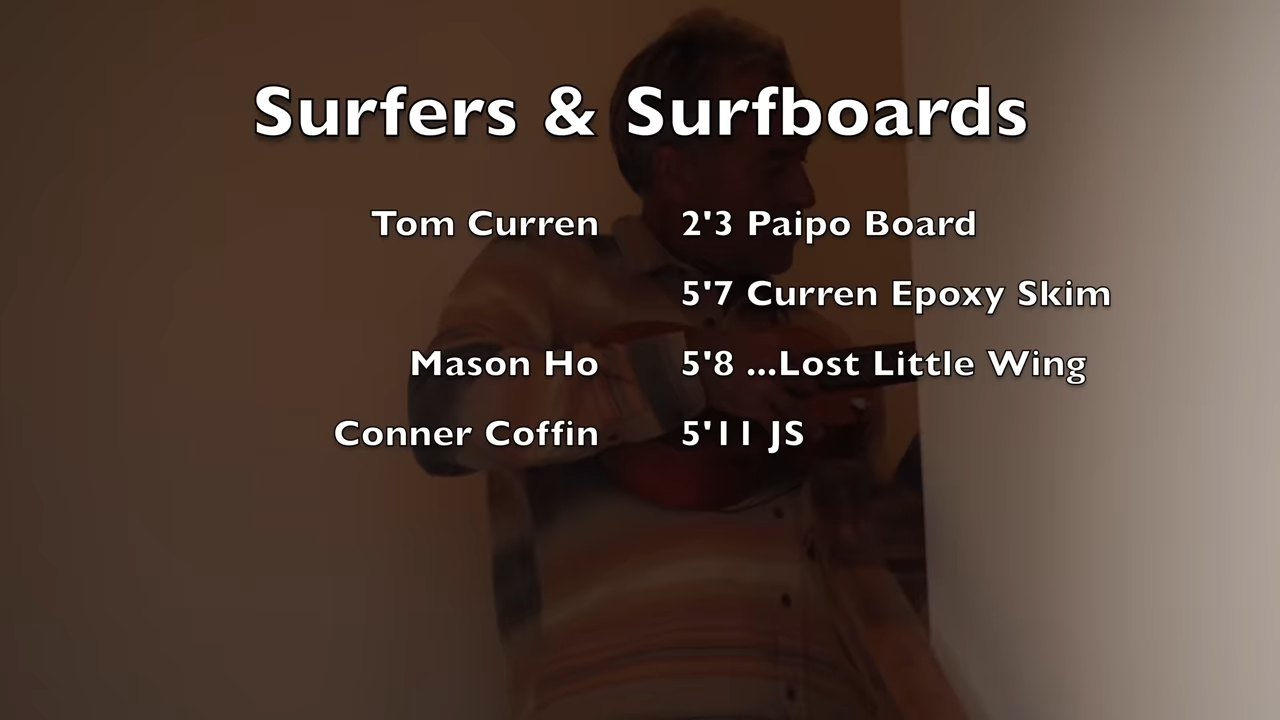 Surfers & Surfboards
Tom Curren 2'3 Paipo Board
5'7 Curren Epoxy Skim
Mason Ho 5'8 ...Lost Little Wing
Conner Coffin 5'11 JS